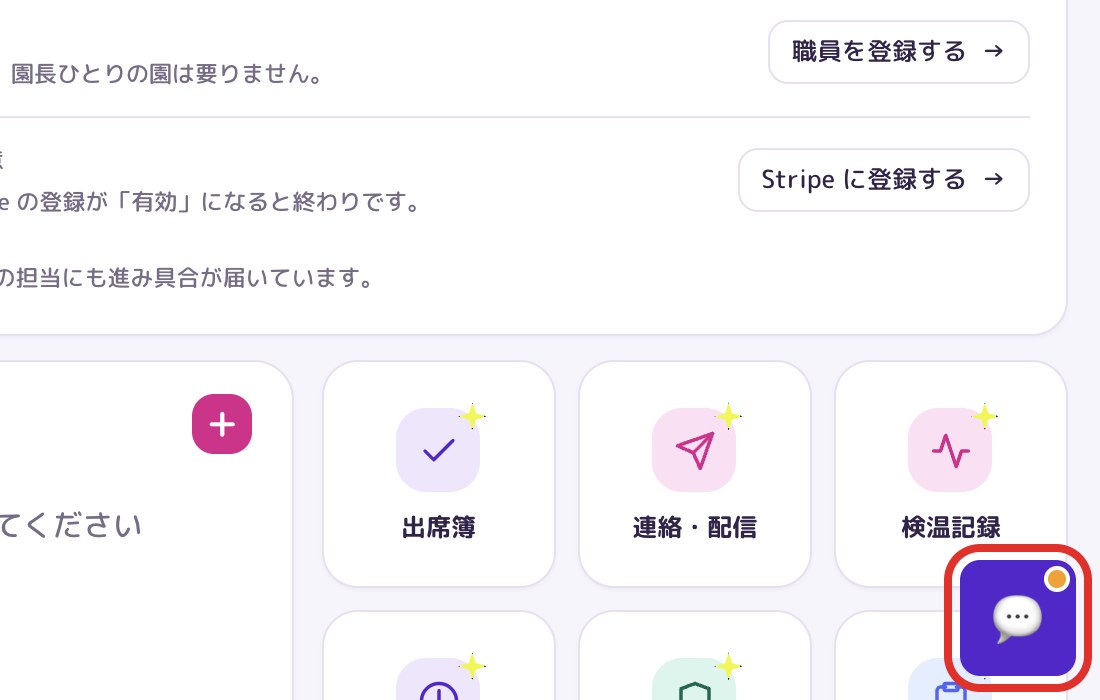 職員を登録する →
園長ひとりの園は要りません。
Stripe に登録する →
e の登録が「有効」になると終わりです。
の担当にも進み具合が届いています。
てください
出席簿
連絡・配信
検温記録